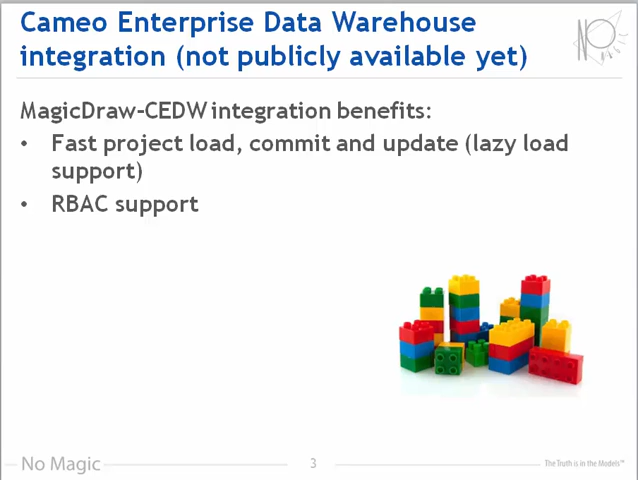 Cameo Enterprise Data Warehouse
integration (not publicly available yet)
MagicDraw-CEDW integration benefits:
• Fast project load, commit and update (lazy load
support)
• RBAC support
No Magic
3
The Truth is in the Models™